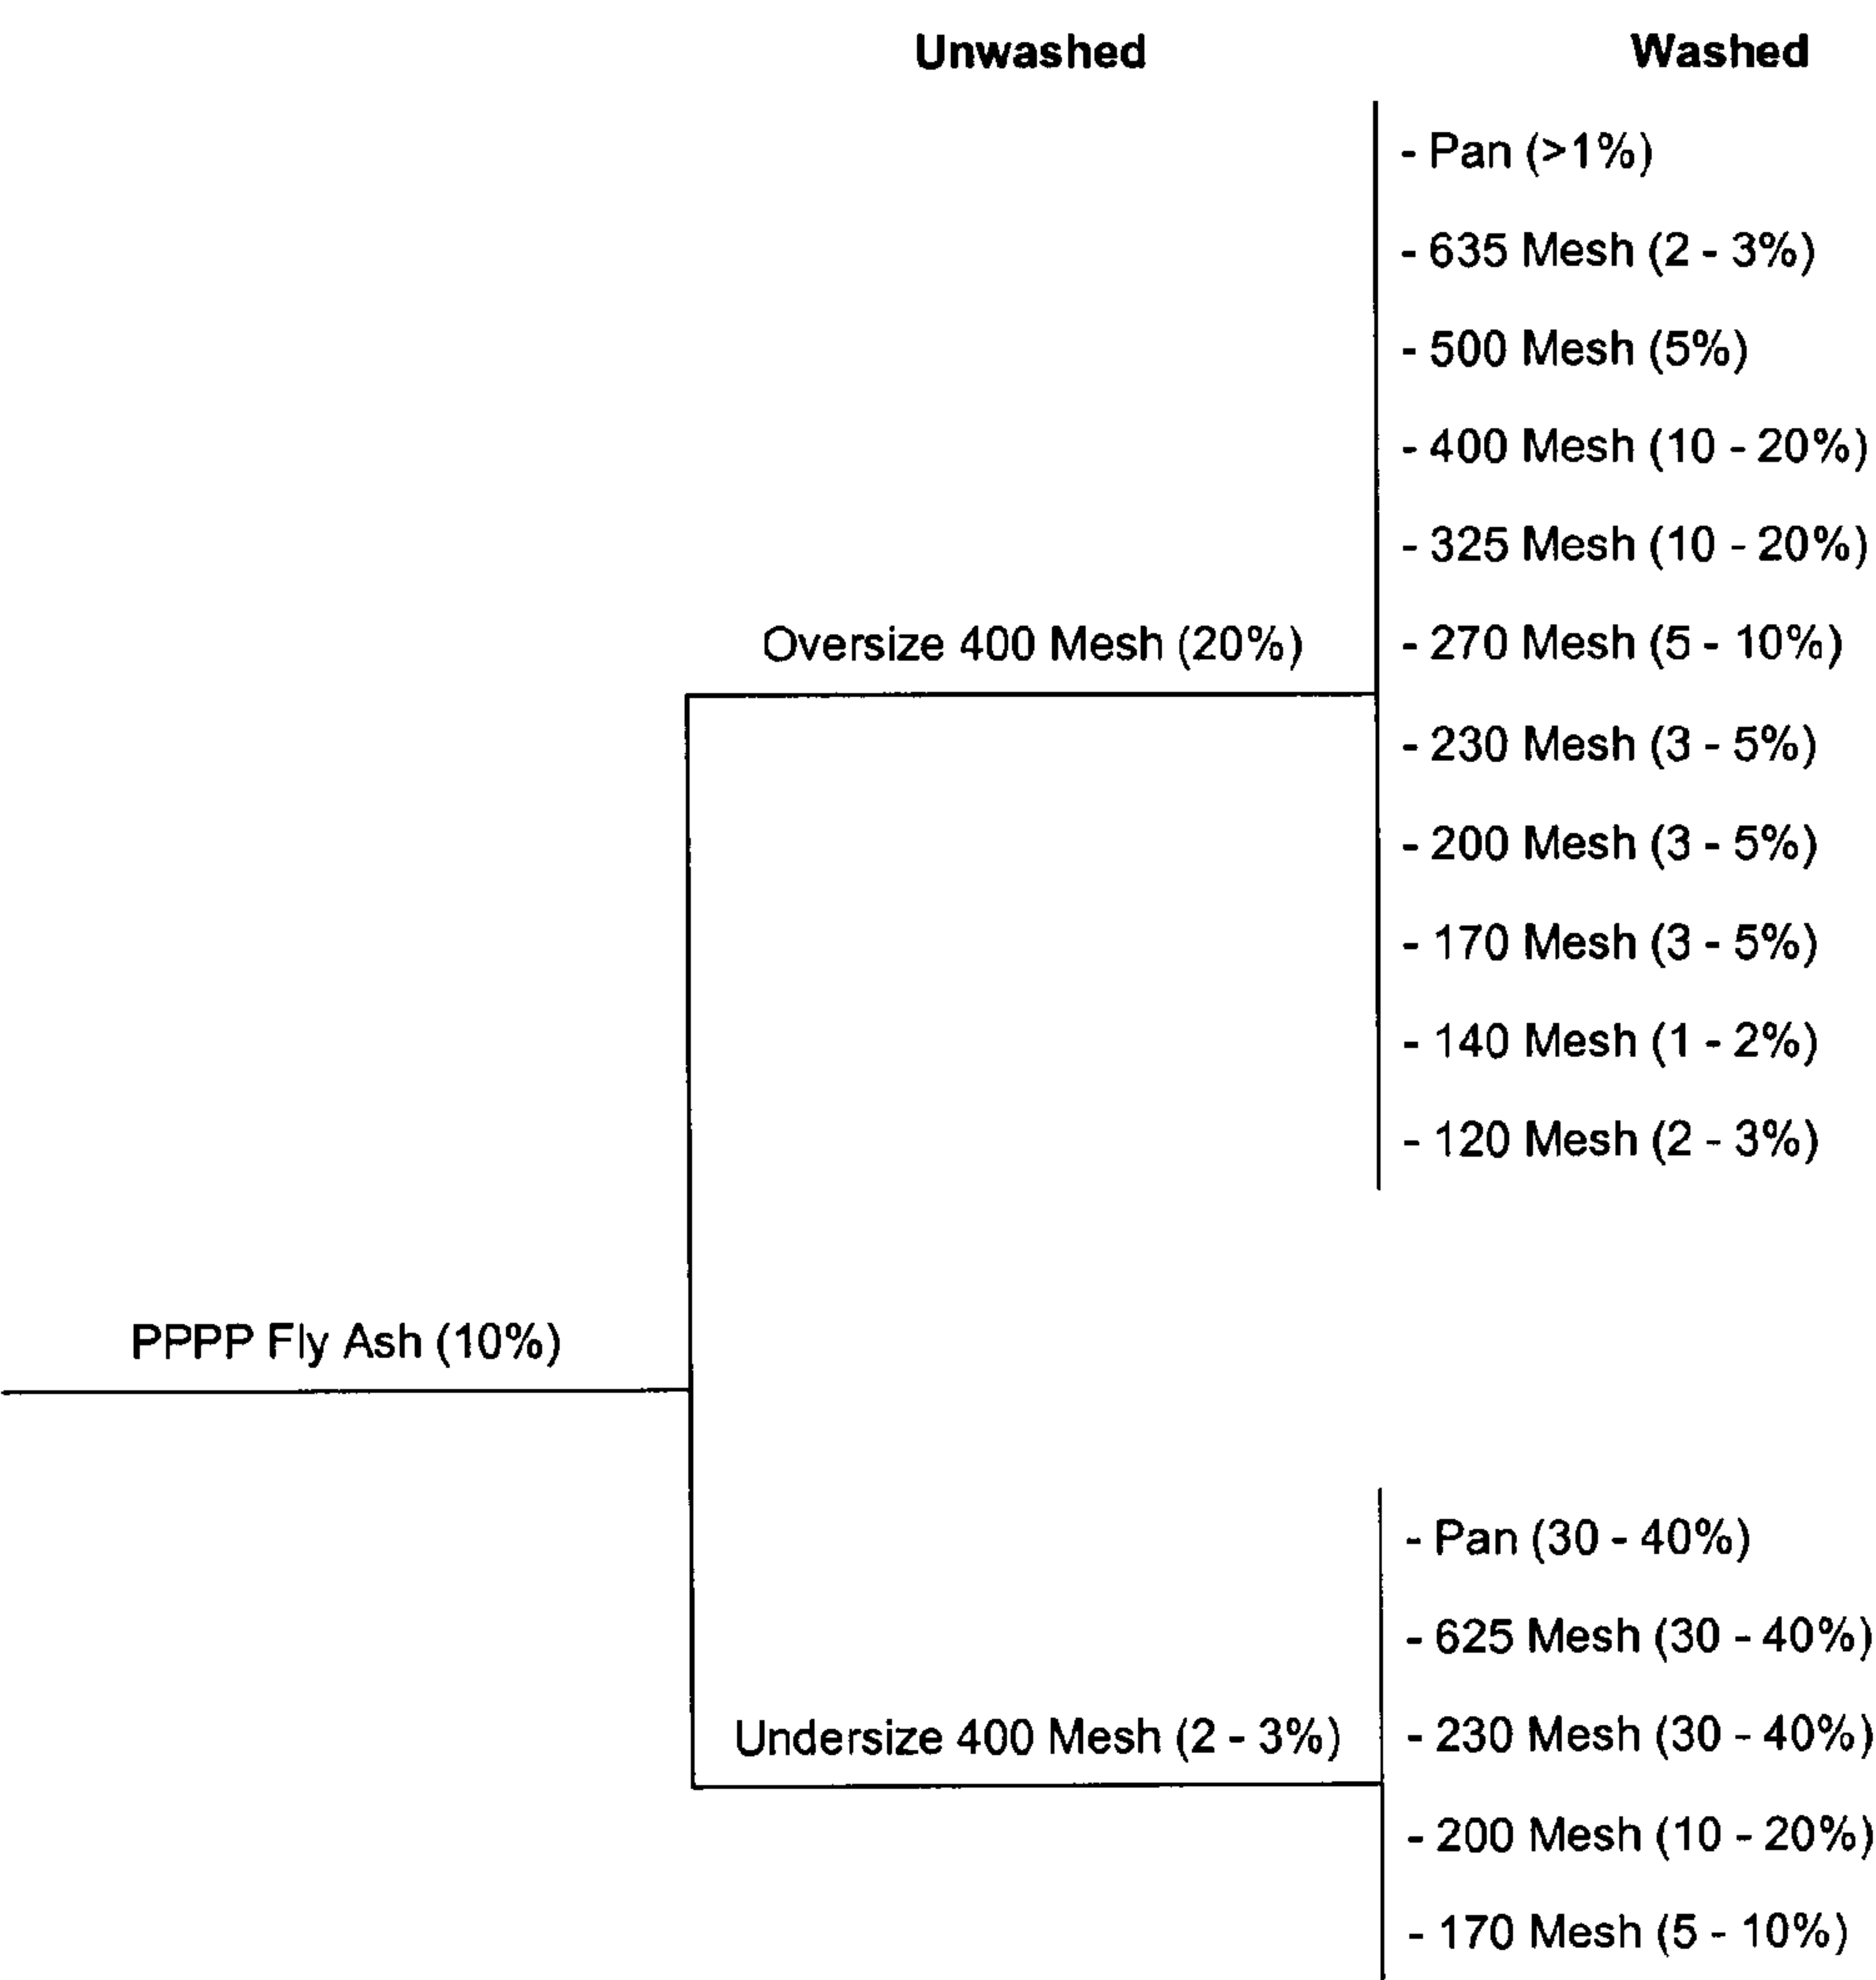 Unwashed Washed
- Pan (>1%)
- 635 Mesh (2 - 3%)
- 500 Mesh (5%)
- 400 Mesh (10 - 20%)
- 325 Mesh (10 - 20%)
Oversize 400 Mesh (20%)
- 270 Mesh (5 - 10%)
- 230 Mesh (3 - 5%)
- 200 Mesh (3 - 5%)
- 170 Mesh (3 - 5%)
- 140 Mesh (1 - 2%)
- 120 Mesh (2 - 3%)
PPPP Fly Ash (10%)
- Pan (30 - 40%)
- 625 Mesh (30 - 40%)
Undersize 400 Mesh (2 - 3%)
- 230 Mesh (30 - 40%)
- 200 Mesh (10 - 20%)
- 170 Mesh (5 - 10%)